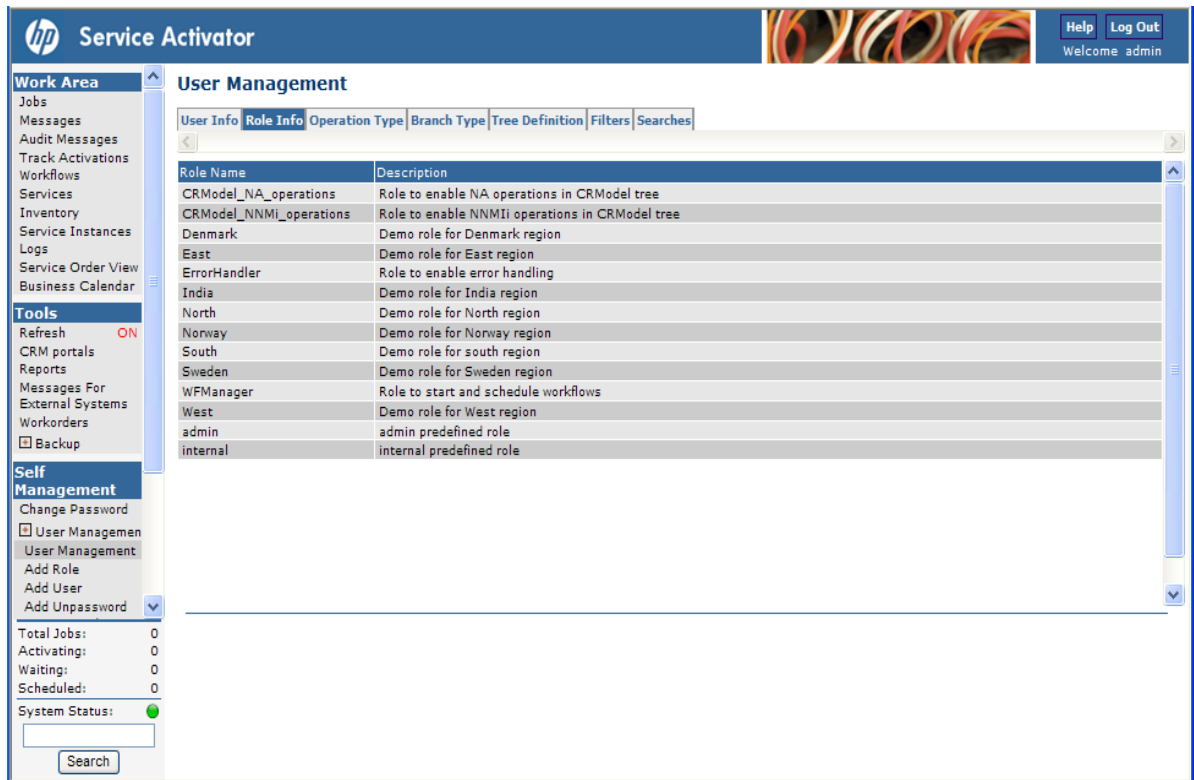 hp Service Activator
Help Log Out
Welcome admin
Work Area
Jobs
Messages
Audit Messages
Track Activations
Workflows
Services
Inventory
Service Instances
Logs
Service Order View
Business Calendar
Tools
Refresh ON
CRM portals
Reports
Messages For
External Systems
Workorders
Backup
Self
Management
Change Password
User Managemen
User Management
Add Role
Add User
Add Unpassword
Total Jobs: 0
Activating: 0
Waiting: 0
Scheduled: 0
System Status:
Search
User Management
User Info Role Info Operation Type Branch Type Tree Definition Filters Searches
Role Name Description
CRModel_NA_operations Role to enable NA operations in CRModel tree
CRModel_NNMi_operations Role to enable NNMIi operations in CRModel tree
Denmark Demo role for Denmark region
East Demo role for East region
ErrorHandler Role to enable error handling
India Demo role for India region
North Demo role for North region
Norway Demo role for Norway region
South Demo role for south region
Sweden Demo role for Sweden region
WFManager Role to start and schedule workflows
West Demo role for West region
admin admin predefined role
internal internal predefined role